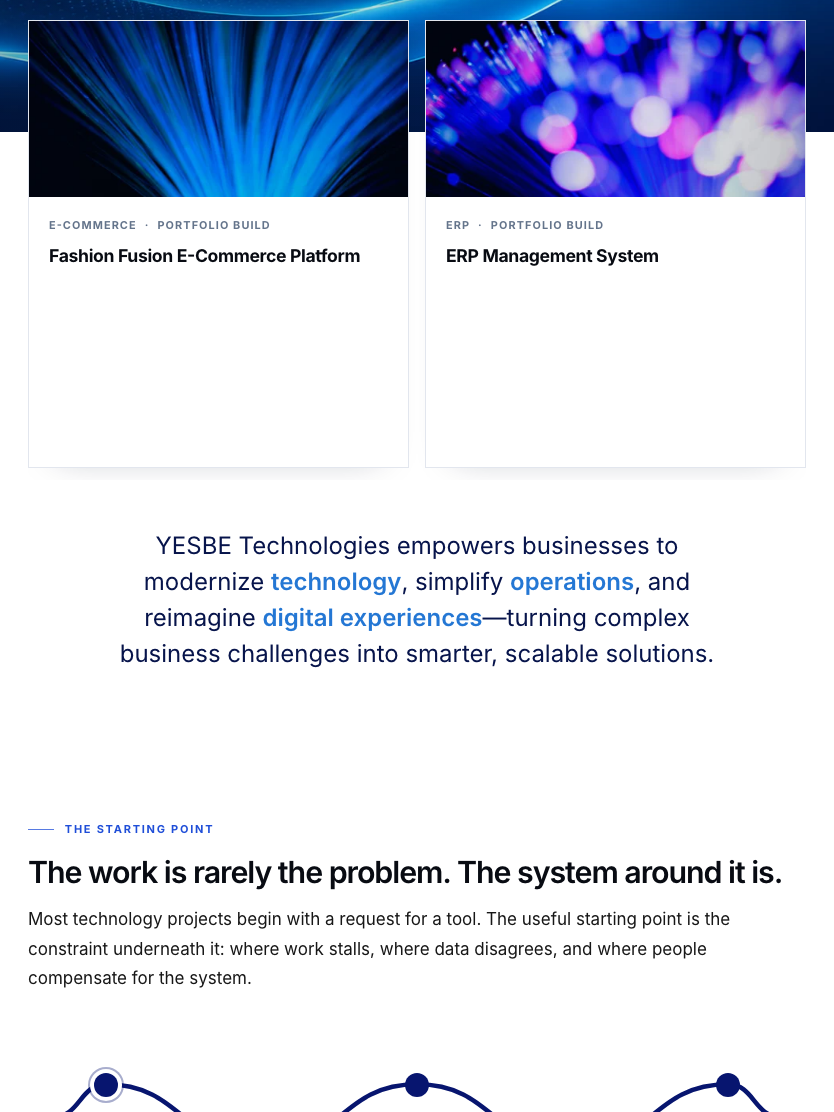 E-COMMERCE · PORTFOLIO BUILD
Fashion Fusion E-Commerce Platform
ERP · PORTFOLIO BUILD
ERP Management System
YESBE Technologies empowers businesses to
modernize technology, simplify operations, and
reimagine digital experiences—turning complex
business challenges into smarter, scalable solutions.
THE STARTING POINT
The work is rarely the problem. The system around it is.
Most technology projects begin with a request for a tool. The useful starting point is the
constraint underneath it: where work stalls, where data disagrees, and where people
compensate for the system.